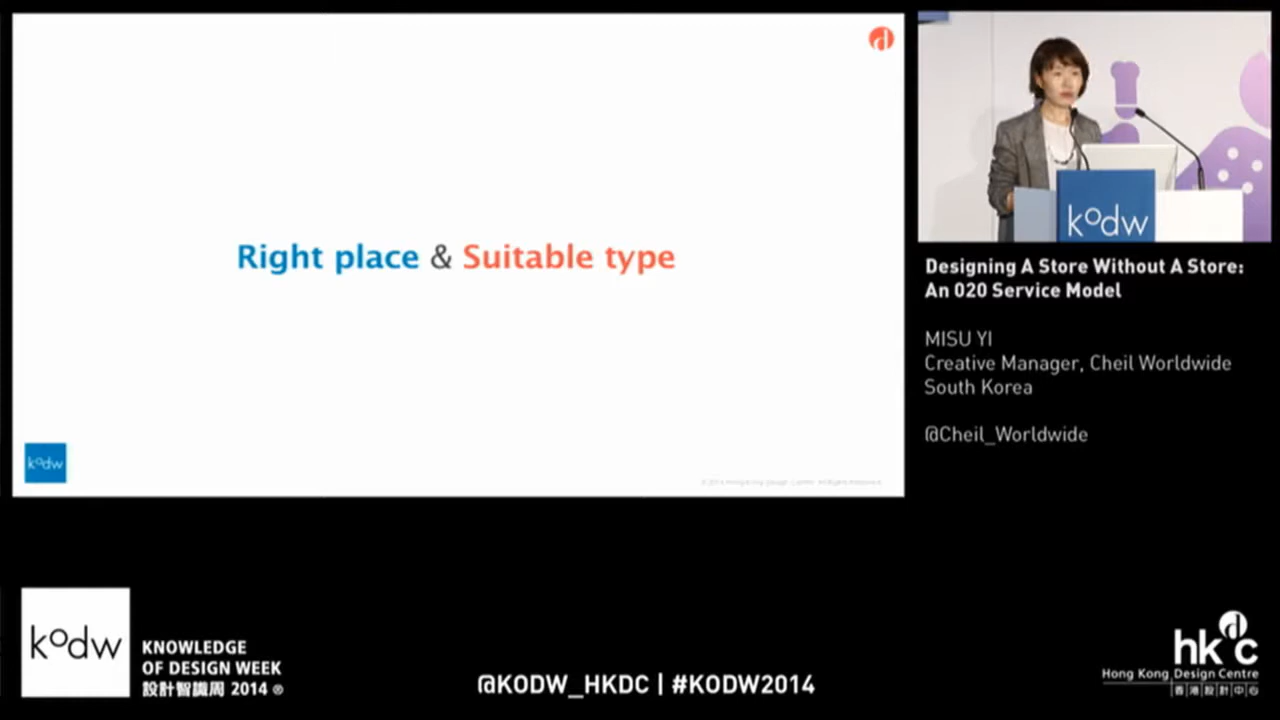 Right place & Suitable type
kodw
kodw
Designing A Store Without A Store:
An O2O Service Model
MISU YI
Creative Manager, Cheil Worldwide
South Korea
@Cheil_Worldwide
kodw
KNOWLEDGE
OF DESIGN WEEK
設計智識周 2014 ®
@KODW_HKDC | #KODW2014
hkdc
Hong Kong Design Centre
香港設計中心